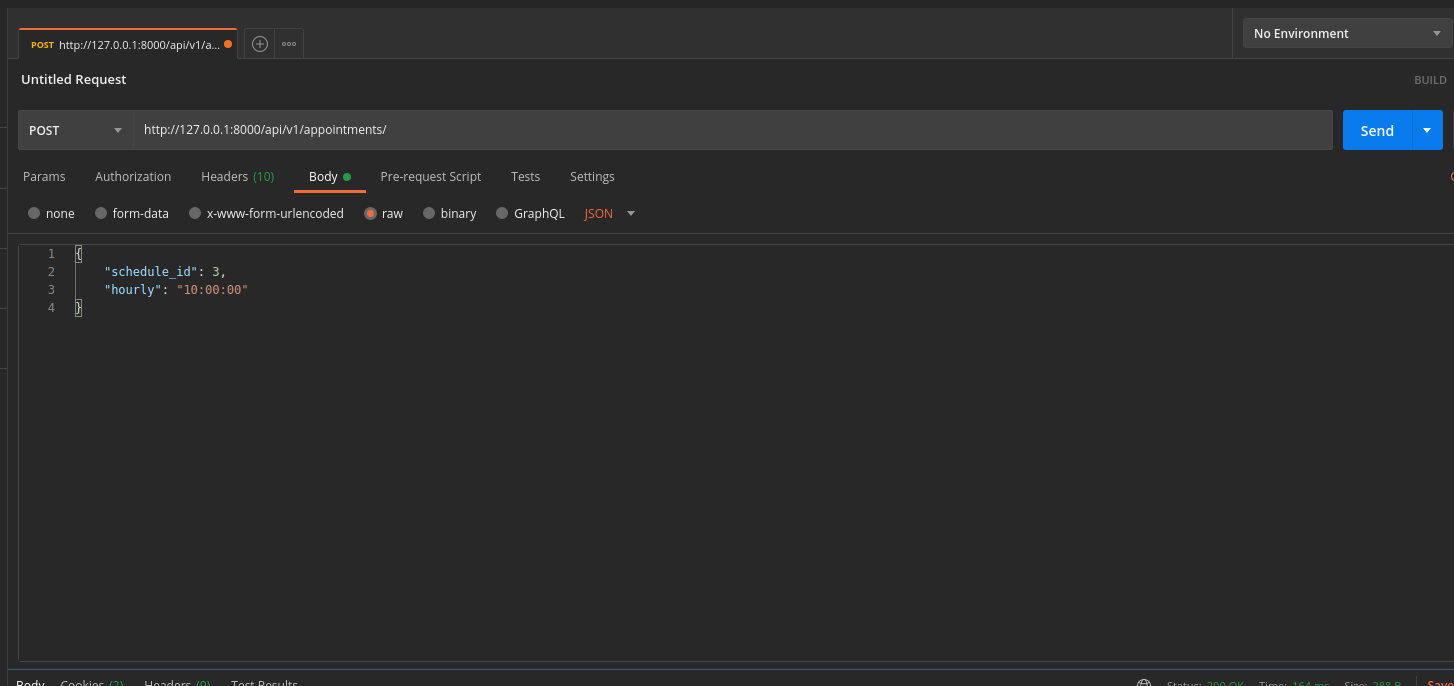 POST http://127.0.0.1:8000/api/v1/a...
No Environment
Untitled Request
BUILD
POST http://127.0.0.1:8000/api/v1/appointments/ Send
Params Authorization Headers (10) Body Pre-request Script Tests Settings
none form-data x-www-form-urlencoded raw binary GraphQL JSON
1 {
2 "schedule_id": 3,
3 "hourly": "10:00:00"
4 }
Body Cookies (2) Headers (9) Test Results Status: 200 OK Time: 164 ms Size: 288 B Save